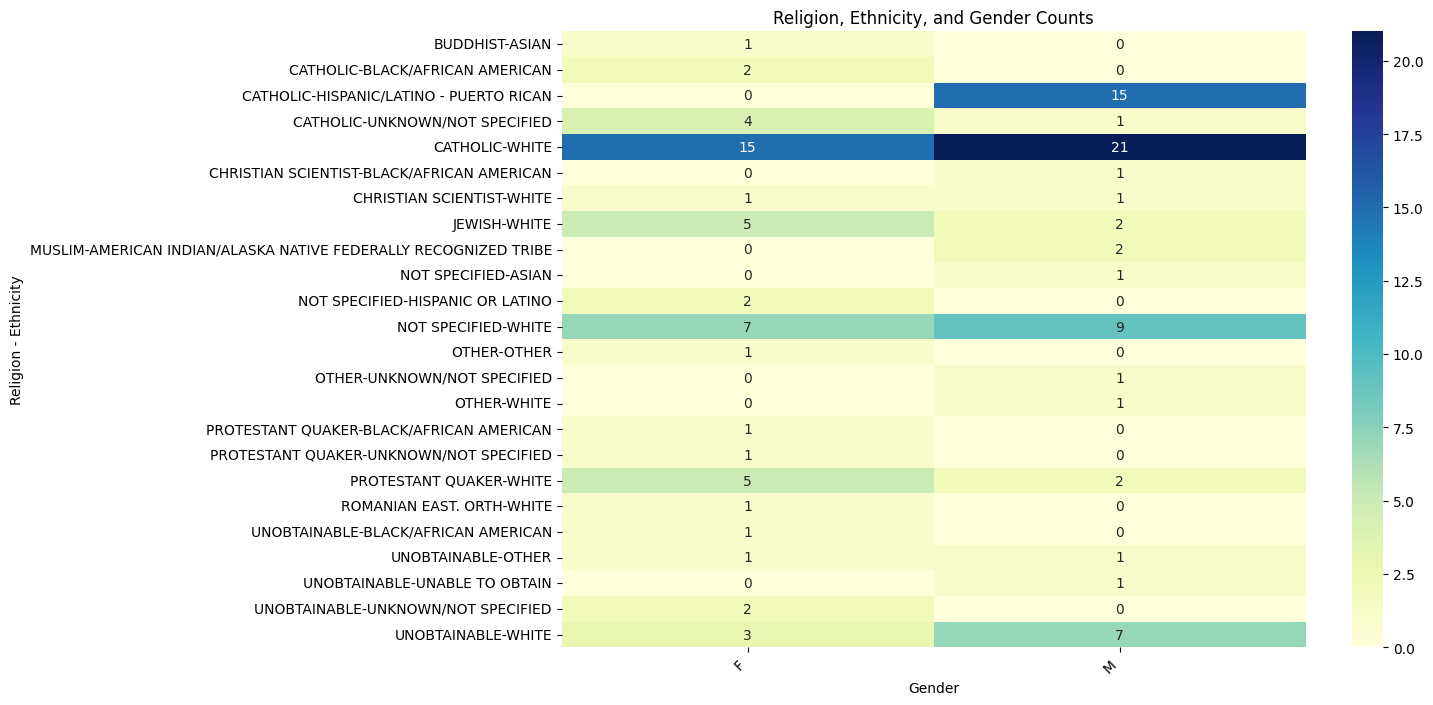 Religion, Ethnicity, and Gender Counts
Religion - Ethnicity
BUDDHIST-ASIAN 1 0
CATHOLIC-BLACK/AFRICAN AMERICAN 2 0
CATHOLIC-HISPANIC/LATINO - PUERTO RICAN 0 15
CATHOLIC-UNKNOWN/NOT SPECIFIED 4 1
CATHOLIC-WHITE 15 21
CHRISTIAN SCIENTIST-BLACK/AFRICAN AMERICAN 0 1
CHRISTIAN SCIENTIST-WHITE 1 1
JEWISH-WHITE 5 2
MUSLIM-AMERICAN INDIAN/ALASKA NATIVE FEDERALLY RECOGNIZED TRIBE 0 2
NOT SPECIFIED-ASIAN 0 1
NOT SPECIFIED-HISPANIC OR LATINO 2 0
NOT SPECIFIED-WHITE 7 9
OTHER-OTHER 1 0
OTHER-UNKNOWN/NOT SPECIFIED 0 1
OTHER-WHITE 0 1
PROTESTANT QUAKER-BLACK/AFRICAN AMERICAN 1 0
PROTESTANT QUAKER-UNKNOWN/NOT SPECIFIED 1 0
PROTESTANT QUAKER-WHITE 5 2
ROMANIAN EAST. ORTH-WHITE 1 0
UNOBTAINABLE-BLACK/AFRICAN AMERICAN 1 0
UNOBTAINABLE-OTHER 1 1
UNOBTAINABLE-UNABLE TO OBTAIN 0 1
UNOBTAINABLE-UNKNOWN/NOT SPECIFIED 2 0
UNOBTAINABLE-WHITE 3 7
F M
Gender
20.0
17.5
15.0
12.5
10.0
7.5
5.0
2.5
0.0